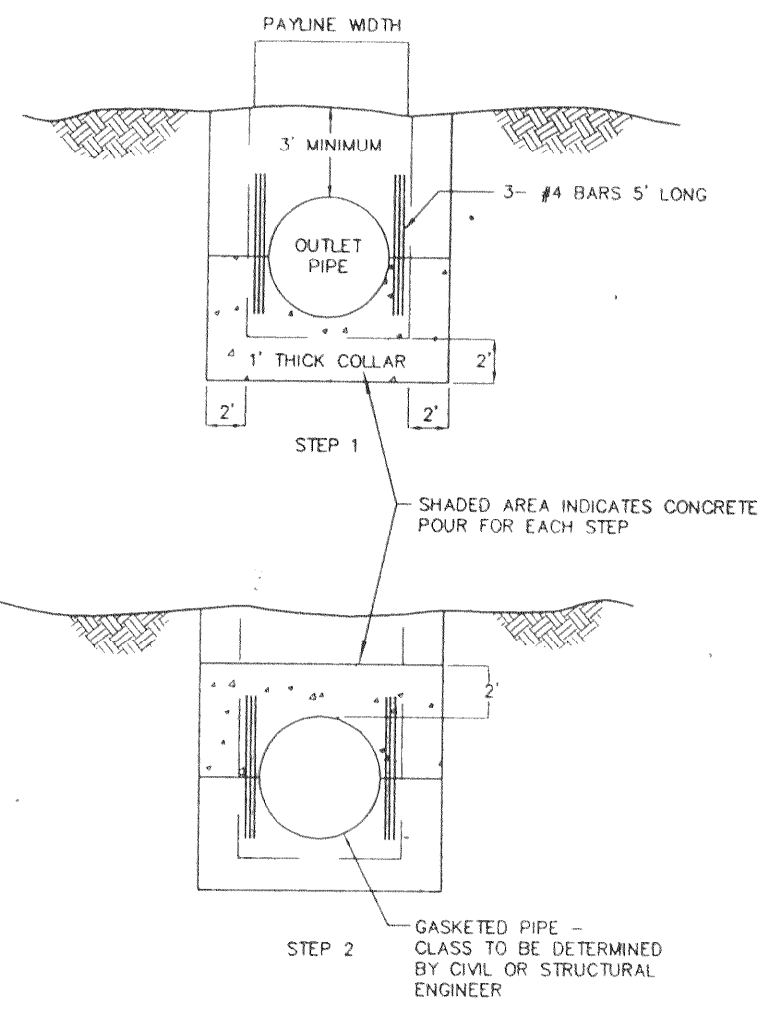 PAYLINE WIDTH
3' MINIMUM
3- #4 BARS 5' LONG
OUTLET
PIPE
1' THICK COLLAR
2'
2'
2'
STEP 1
SHADED AREA INDICATES CONCRETE
POUR FOR EACH STEP
2'
GASKETED PIPE -
CLASS TO BE DETERMINED
BY CIVIL OR STRUCTURAL
ENGINEER
STEP 2